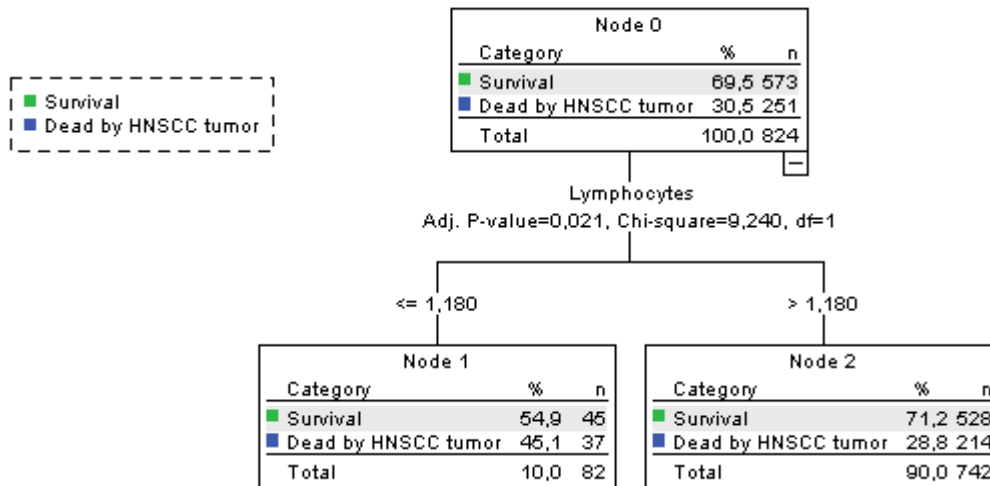 Survival
Dead by HNSCC tumor
Node 0
Category % n
Survival 69,5 573
Dead by HNSCC tumor 30,5 251
Total 100,0 824
Lymphocytes
Adj. P-value=0,021, Chi-square=9,240, df=1
<= 1,180
> 1,180
Node 1
Category % n
Survival 54,9 45
Dead by HNSCC tumor 45,1 37
Total 10,0 82
Node 2
Category % n
Survival 71,2 528
Dead by HNSCC tumor 28,8 214
Total 90,0 742